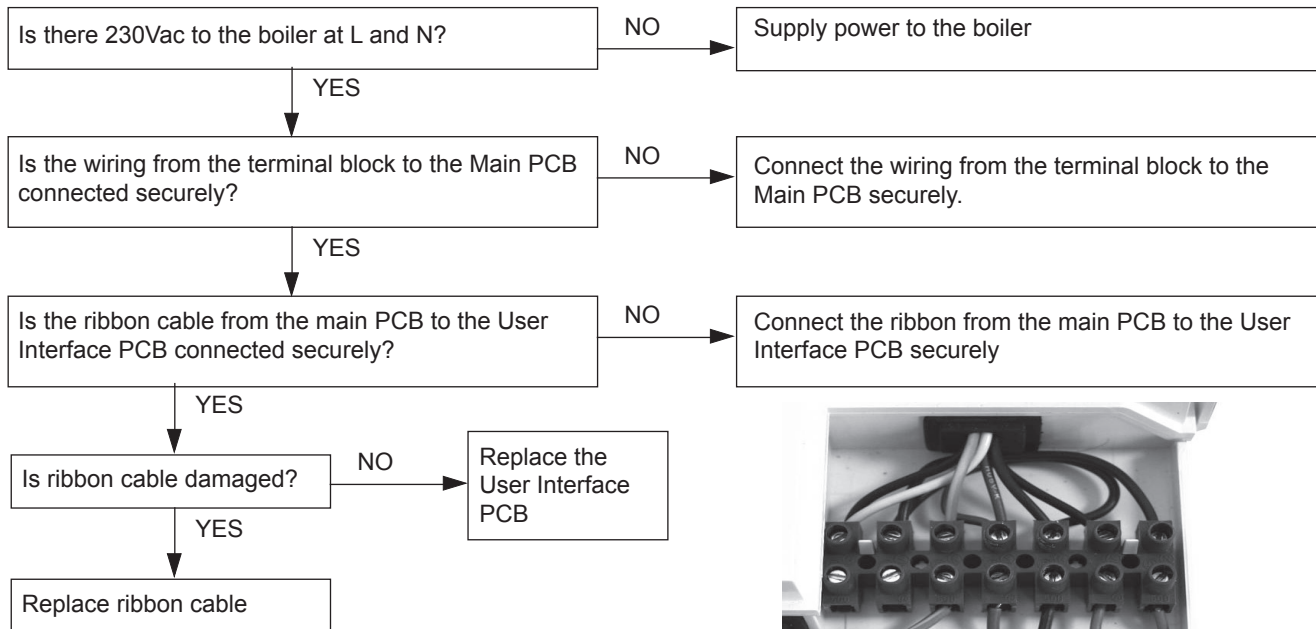 Is there 230Vac to the boiler at L and N?
NO
Supply power to the boiler
YES
Is the wiring from the terminal block to the Main PCB
connected securely?
NO
Connect the wiring from the terminal block to the
Main PCB securely.
YES
Is the ribbon cable from the main PCB to the User
Interface PCB connected securely?
NO
Connect the ribbon from the main PCB to the User
Interface PCB securely
YES
Is ribbon cable damaged?
NO
Replace the
User Interface
PCB
YES
Replace ribbon cable